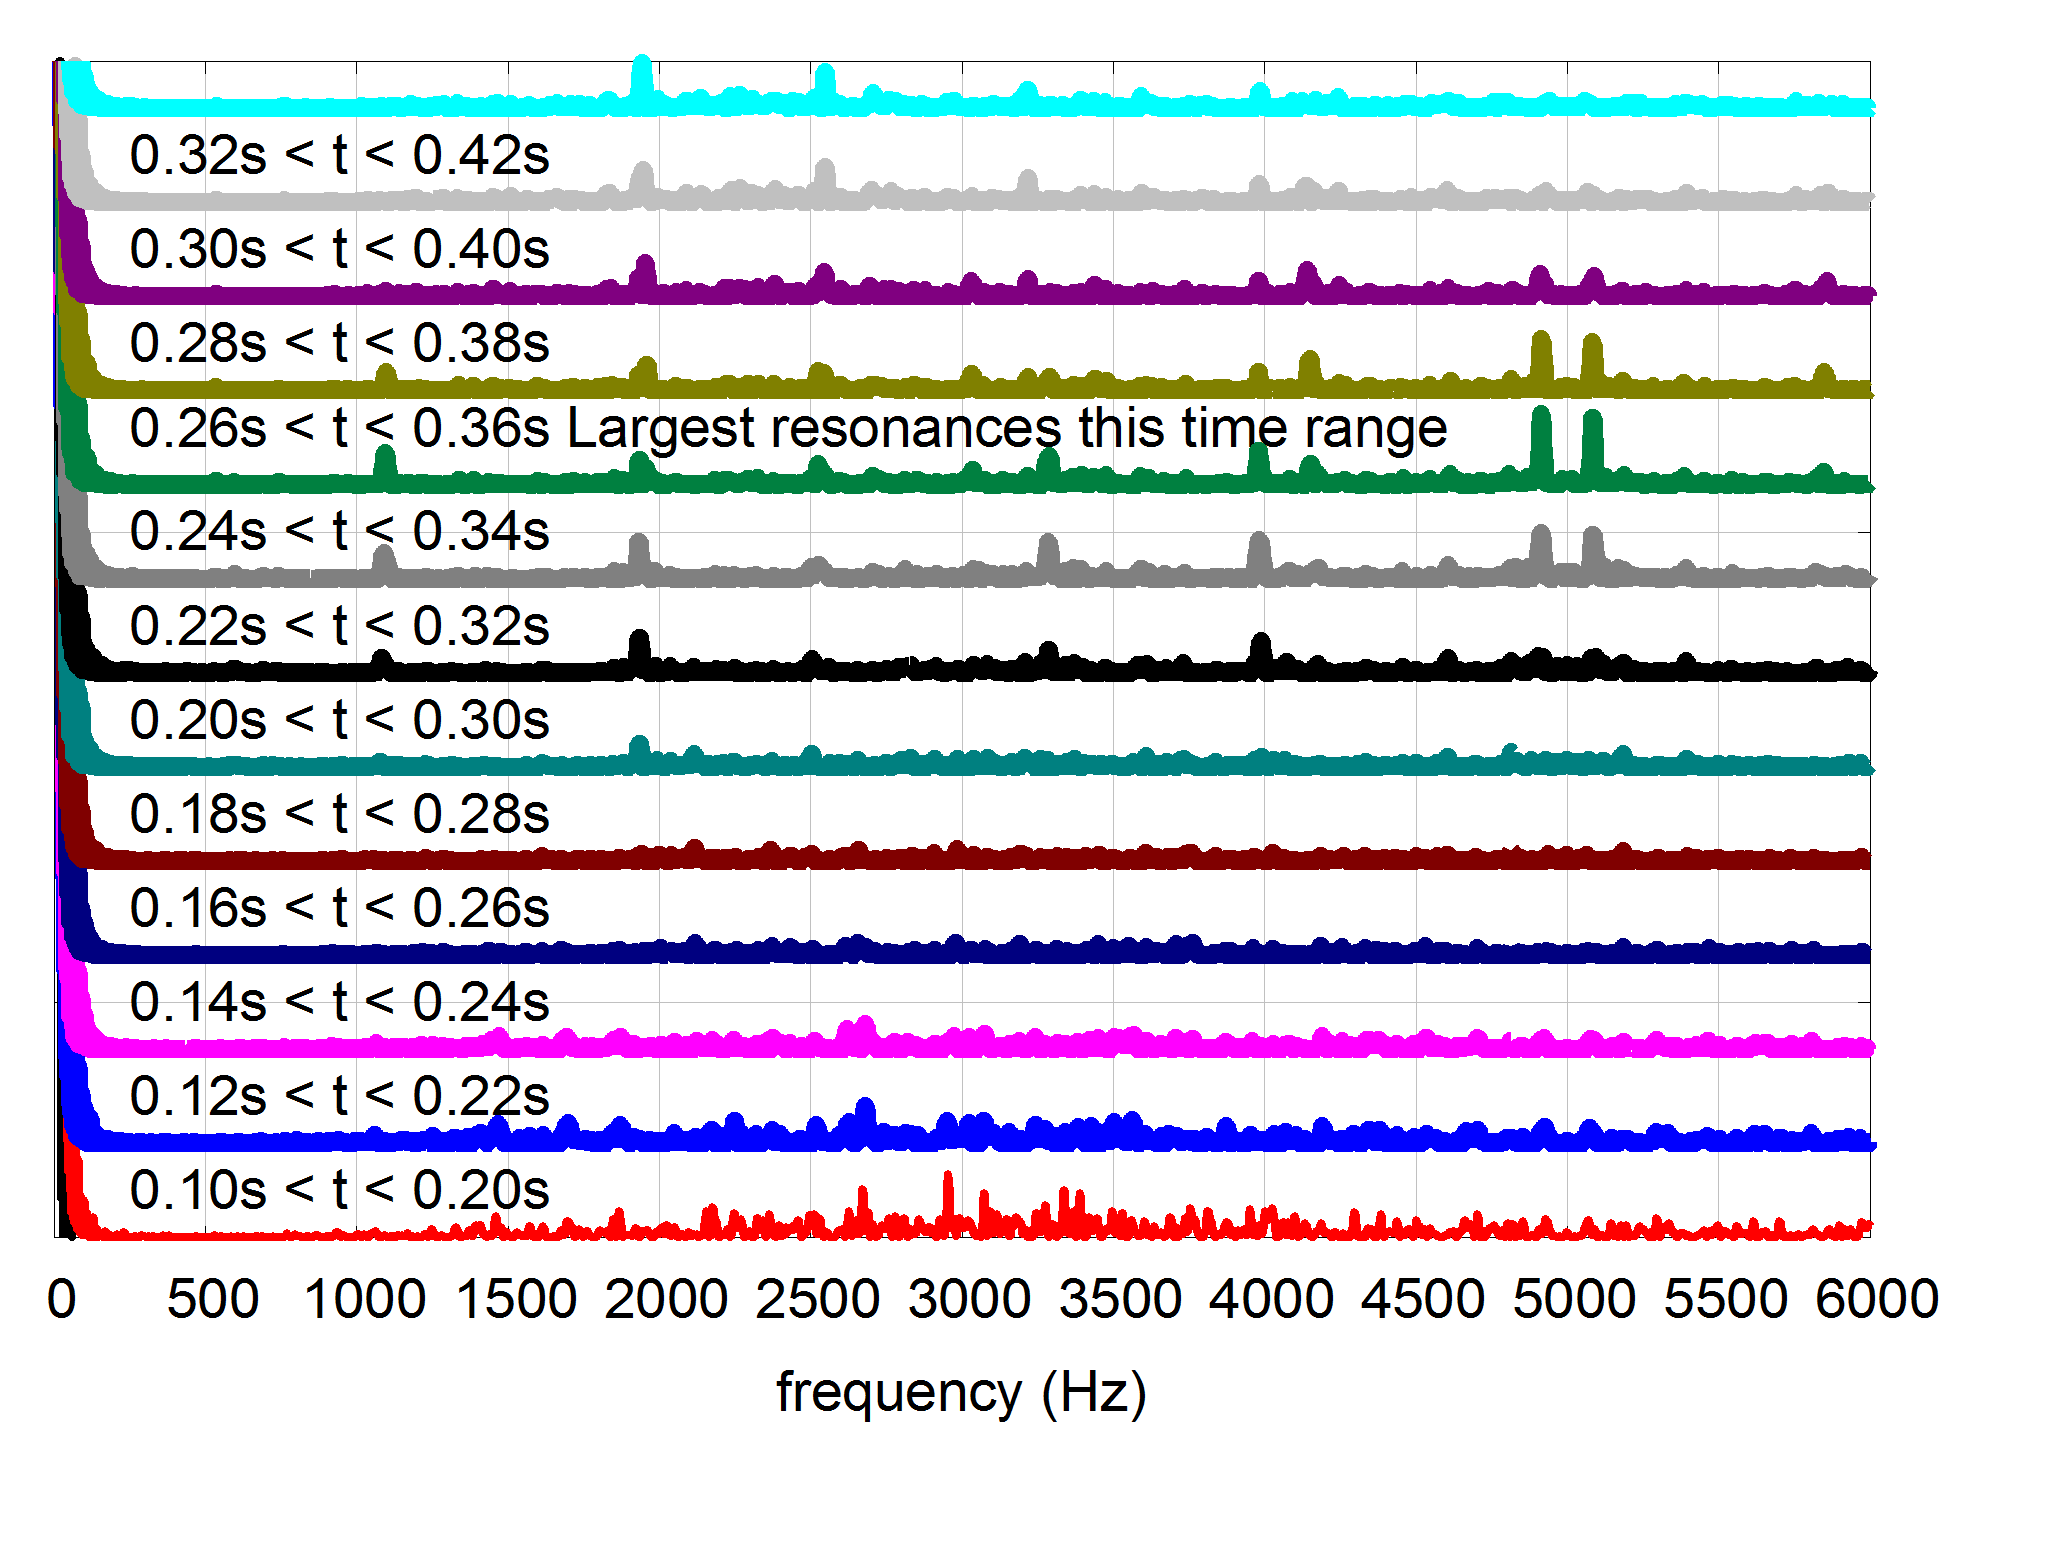 0.32s < t < 0.42s
0.30s < t < 0.40s
0.28s < t < 0.38s
0.26s < t < 0.36s Largest resonances this time range
0.24s < t < 0.34s
0.22s < t < 0.32s
0.20s < t < 0.30s
0.18s < t < 0.28s
0.16s < t < 0.26s
0.14s < t < 0.24s
0.12s < t < 0.22s
0.10s < t < 0.20s
0 500 1000 1500 2000 2500 3000 3500 4000 4500 5000 5500 6000
frequency (Hz)